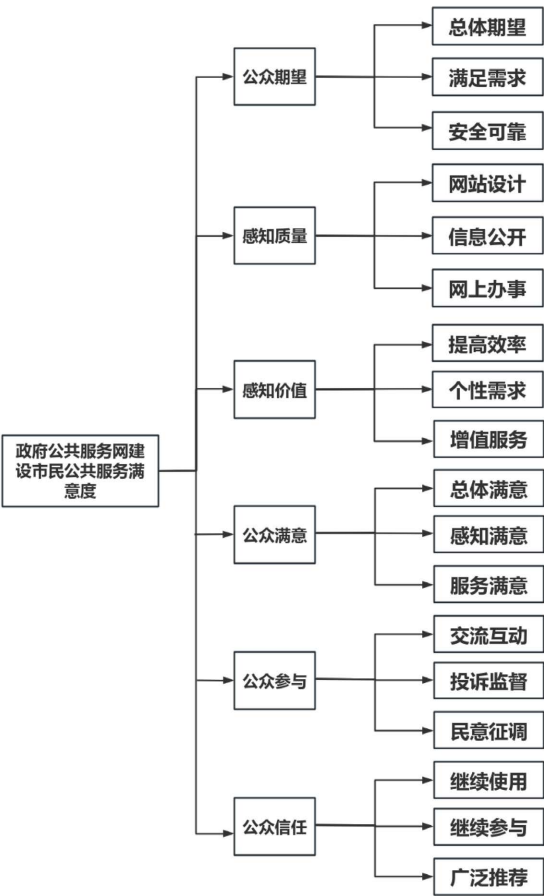 政府公共服务网建
设市民公共服务满
意度
公众期望
总体期望
满足需求
安全可靠
感知质量
网站设计
信息公开
网上办事
感知价值
提高效率
个性需求
增值服务
公众满意
总体满意
感知满意
服务满意
公众参与
交流互动
投诉监督
民意征调
公众信任
继续使用
继续参与
广泛推荐